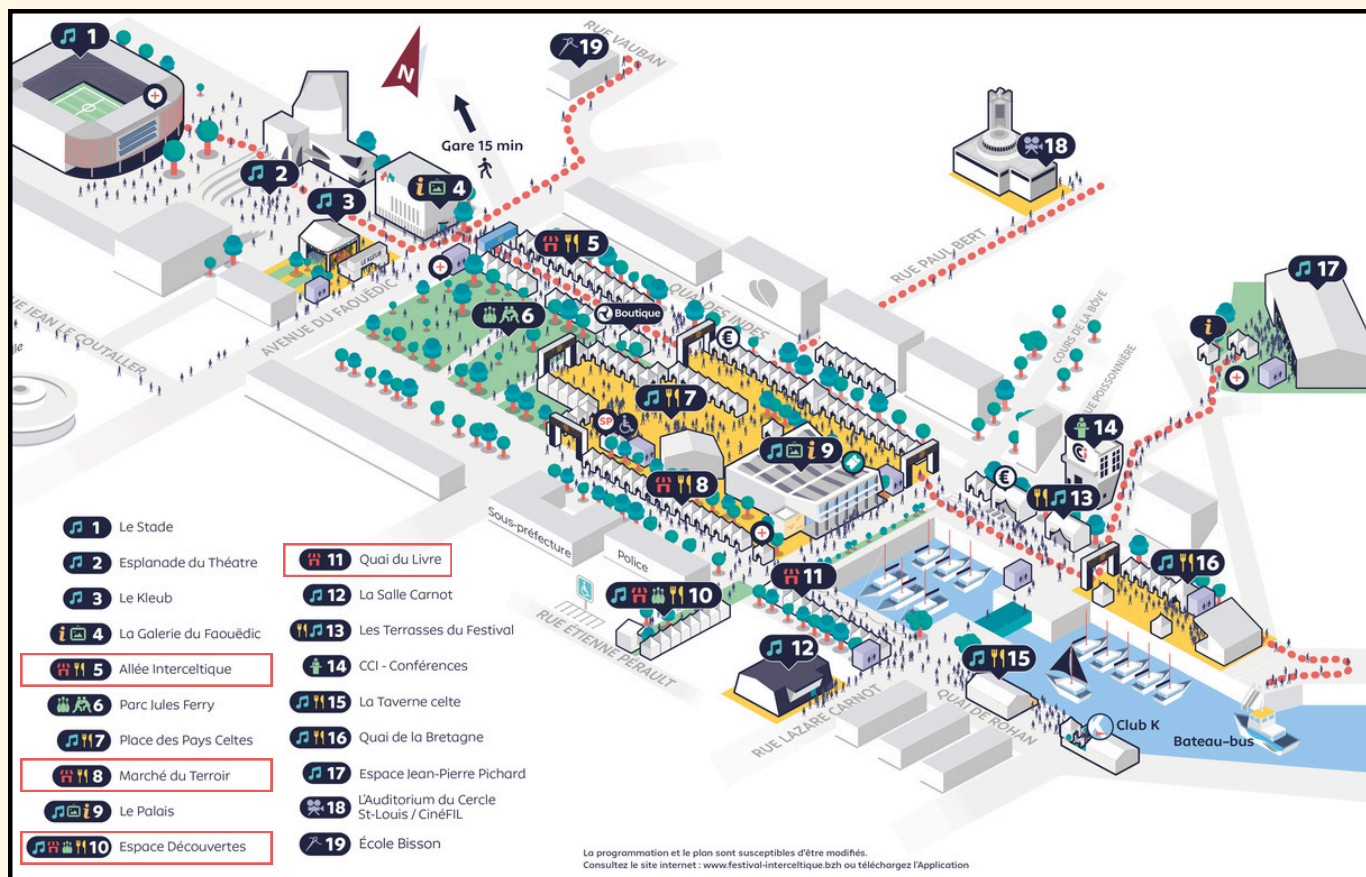 1
19
RUE VAUBAN
N
Gare 15 min
18
2
4
3
LE KLEUB
5
17
RUE PAUL BERT
QUAI DES INDES
AVENUE DU FAOUËDIC
6
Boutique
€
COURS DE LA BÔVE
i
JEAN LE COUTALLER
7
RUE POISSONNIÈRE
SP
14
9
8
€
13
Sous-préfecture
Police
16
11
10
RUE ÉTIENNE PÉRAULT
12
15
RUE LAZARE CARNOT
QUAI DE ROHAN
Club K
Bateau-bus
1 Le Stade
2 Esplanade du Théatre
3 Le Kleub
i 4 La Galerie du Faouëdic
5 Allée Interceltique
6 Parc Jules Ferry
7 Place des Pays Celtes
8 Marché du Terroir
i 9 Le Palais
10 Espace Découvertes
11 Quai du Livre
12 La Salle Carnot
13 Les Terrasses du Festival
14 CCI - Conférences
15 La Taverne celte
16 Quai de la Bretagne
17 Espace Jean-Pierre Pichard
18 L'Auditorium du Cercle
St-Louis / CinéFIL
19 École Bisson
La programmation et le plan sont susceptibles d'être modifiés.
Consultez le site internet : www.festival-interceltique.bzh ou téléchargez l'Application